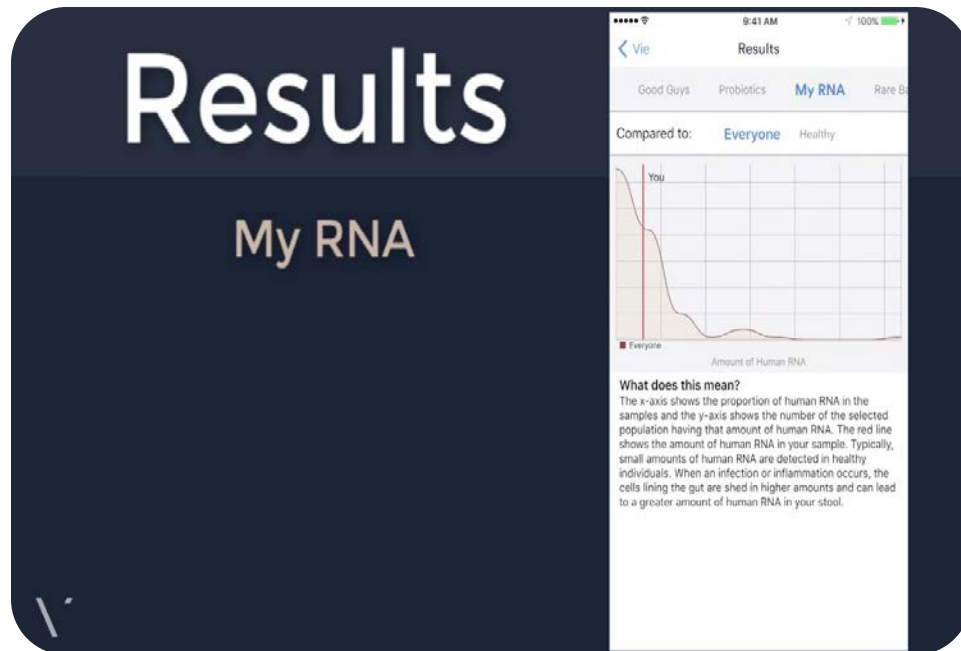 Results
My RNA
9:41 AM
100%
Vie
Results
Good Guys Probiotics My RNA Rare Ba
Compared to: Everyone Healthy
You
Everyone
Amount of Human RNA
What does this mean?
The x-axis shows the proportion of human RNA in the
samples and the y-axis shows the number of the selected
population having that amount of human RNA. The red line
shows the amount of human RNA in your sample. Typically,
small amounts of human RNA are detected in healthy
individuals. When an infection or inflammation occurs, the
cells lining the gut are shed in higher amounts and can lead
to a greater amount of human RNA in your stool.